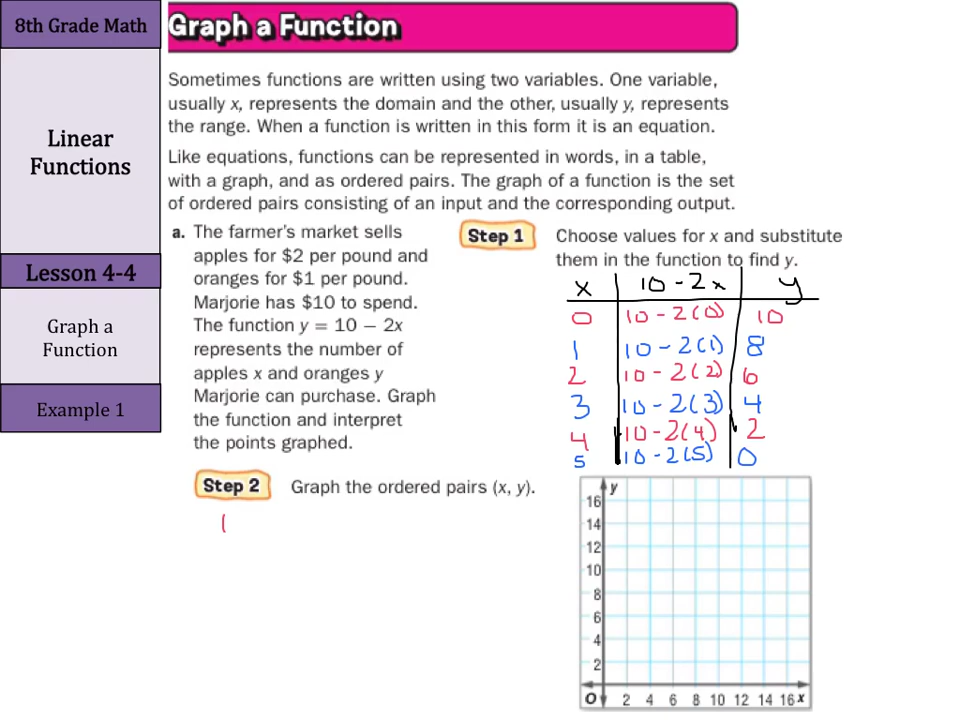 8th Grade Math
Linear
Functions
Lesson 4-4
Graph a
Function
Example 1
Graph a Function
Sometimes functions are written using two variables. One variable,
usually x, represents the domain and the other, usually y, represents
the range. When a function is written in this form it is an equation.
Like equations, functions can be represented in words, in a table,
with a graph, and as ordered pairs. The graph of a function is the set
of ordered pairs consisting of an input and the corresponding output.
a. The farmer's market sells
apples for $2 per pound and
oranges for $1 per pound.
Marjorie has $10 to spend.
The function y = 10 − 2x
represents the number of
apples x and oranges y
Marjorie can purchase. Graph
the function and interpret
the points graphed.
Step 1 Choose values for x and substitute
them in the function to find y.
x 10 - 2x y
0 10 - 2(0) 10
1 10 - 2(1) 8
2 10 - 2(2) 6
3 10 - 2(3) 4
4 10 - 2(4) 2
5 10 - 2(5) 0
Step 2 Graph the ordered pairs (x, y).
(
y
16
14
12
10
8
6
4
2
O 2 4 6 8 10 12 14 16 x